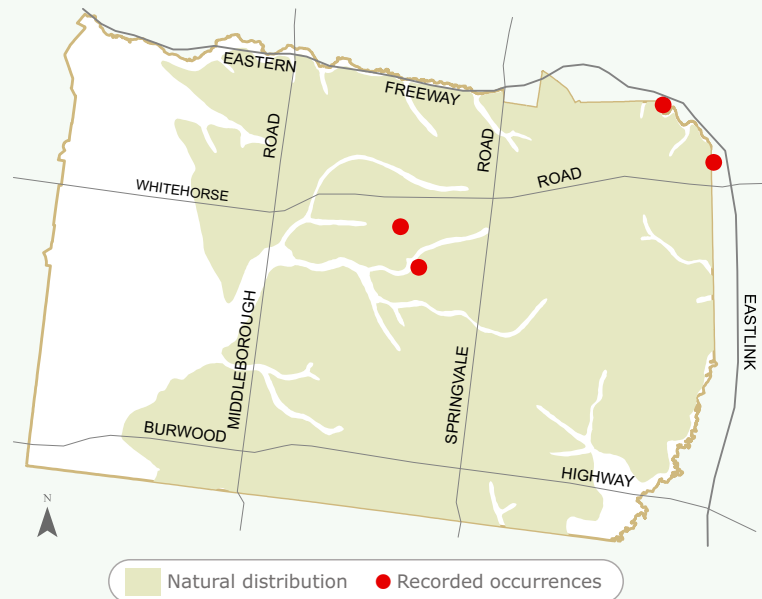 EASTERN
FREEWAY
ROAD
ROAD
ROAD
WHITEHORSE
MIDDLEBOROUGH
EASTLINK
SPRINGVALE
BURWOOD
HIGHWAY
N
Natural distribution
Recorded occurrences